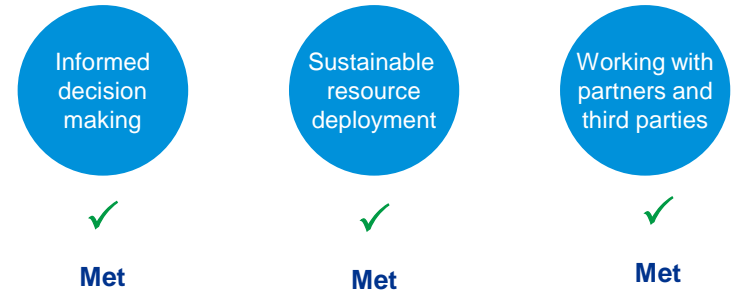 Informed
decision
making
Sustainable
resource
deployment
Working with
partners and
third parties
✓
✓
✓
Met
Met
Met